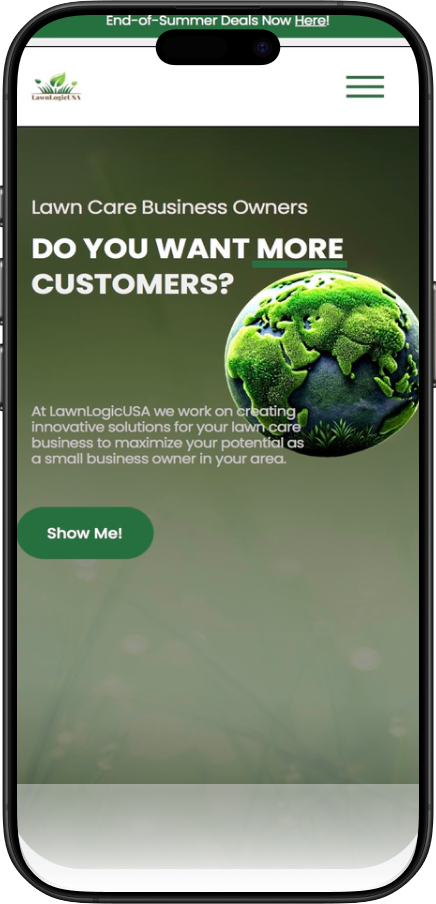 End-of-Summer Deals Now Here!
LawnLogicUSA
Lawn Care Business Owners
DO YOU WANT MORE
CUSTOMERS?
At LawnLogicUSA we work on creating
innovative solutions for your lawn care
business to maximize your potential as
a small business owner in your area.
Show Me!